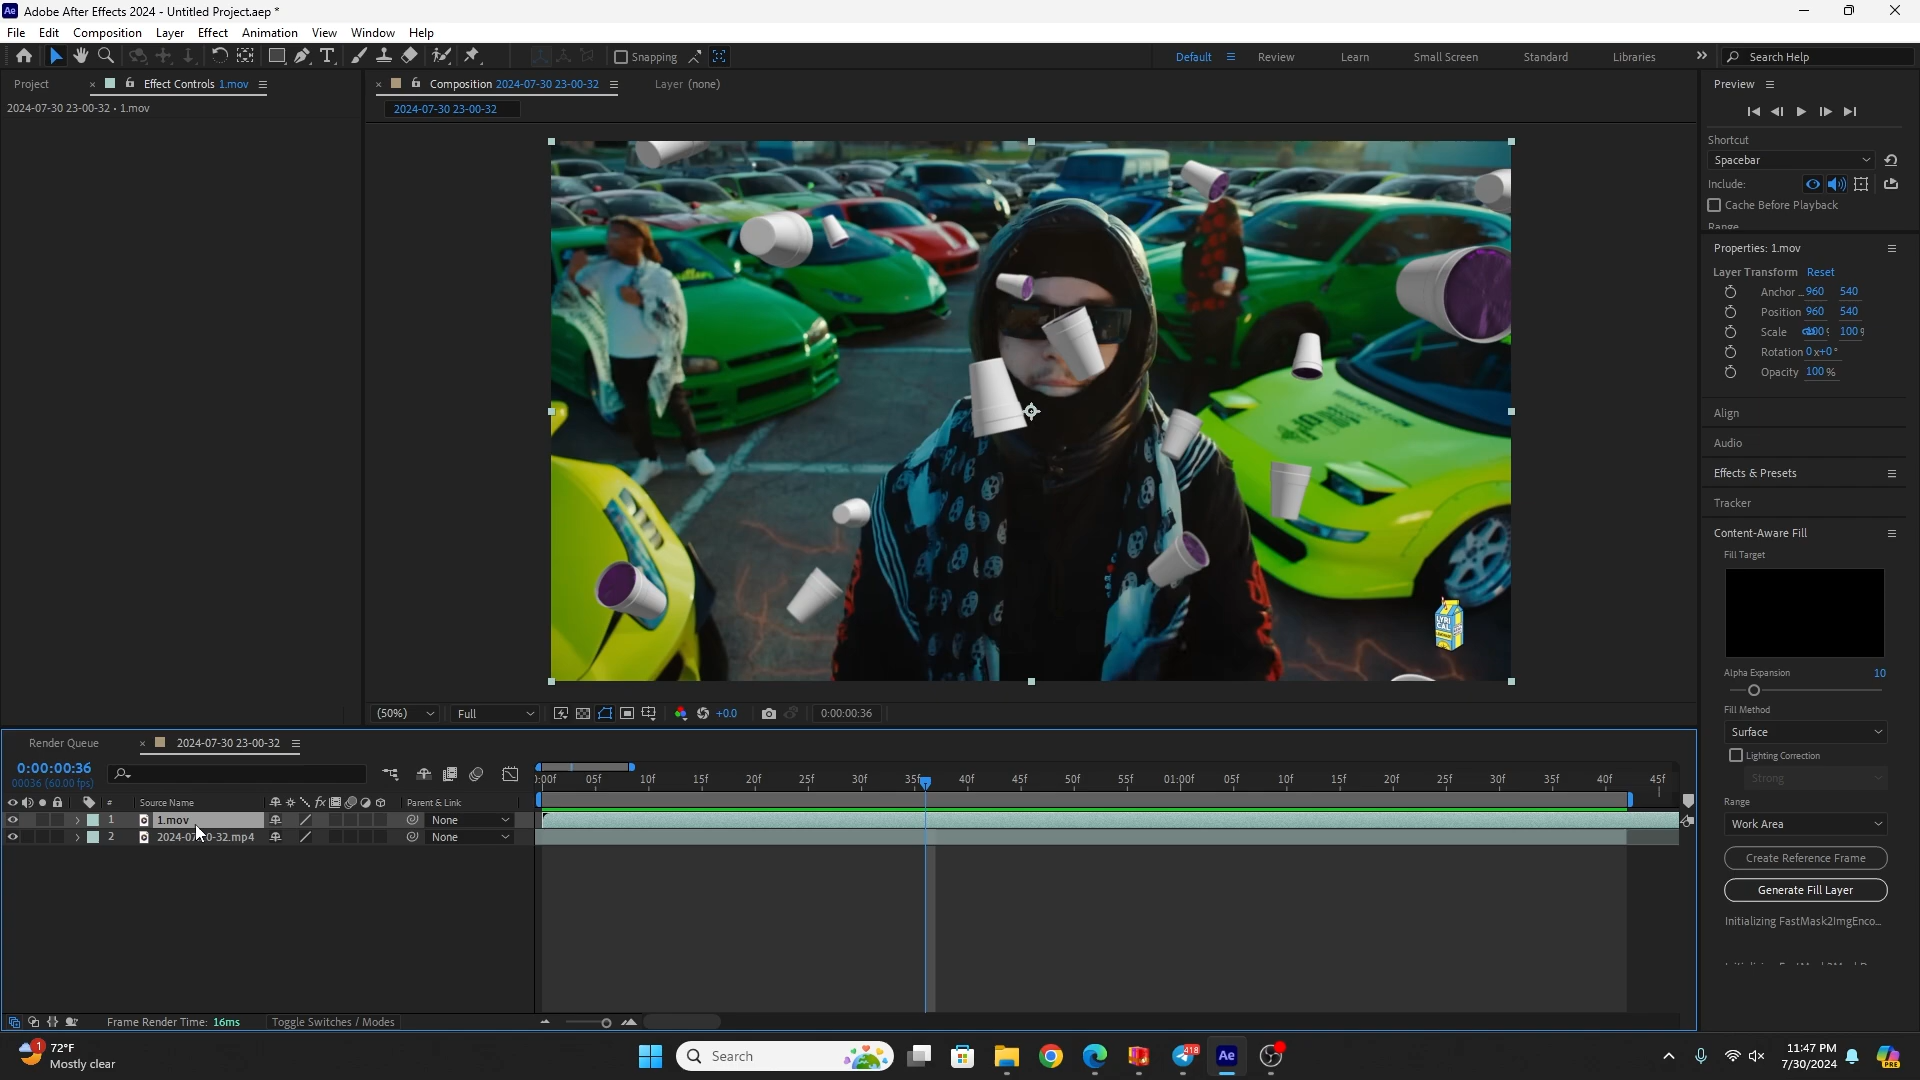 Adobe After Effects 2024 - Untitled Project.aep *
File Edit Composition Layer Effect Animation View Window Help
Snapping
Default Review Learn Small Screen Standard Libraries Search Help
Project Effect Controls 1.mov
2024-07-30 23-00-32 • 1.mov
Composition 2024-07-30 23-00-32 Layer (none)
2024-07-30 23-00-32
LYRI
CAL
Preview
Shortcut
Spacebar
Include:
Cache Before Playback
Range
Properties: 1.mov
Layer Transform Reset
Anchor .. 960 540
Position 960 540
Scale 100 % 100 %
Rotation 0x+0°
Opacity 100 %
Align
Audio
Effects & Presets
Tracker
Content-Aware Fill
Fill Target
Alpha Expansion 10
Fill Method
Surface
Lighting Correction
Strong
Range
Work Area
Create Reference Frame
Generate Fill Layer
Initializing FastMask2ImgEnco...
(50%) Full +0.0 0:00:00:36
Render Queue 2024-07-30 23-00-32
0:00:00:36
00036 (60.00 fps)
):00f 05f 10f 15f 20f 25f 30f 35f 40f 45f 50f 55f 01:00f 05f 10f 15f 20f 25f 30f 35f 40f 45f
# Source Name fx Parent & Link
1 1.mov None
2 2024-07 0-32.mp4 None
Frame Render Time: 16ms Toggle Switches / Modes
1 72°F
Mostly clear
Search
418
Ae
11:47 PM
7/30/2024
PRE